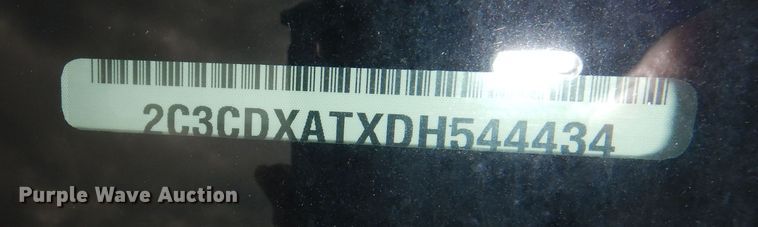 2C3CDXATXDH544434
Purple Wave Auction